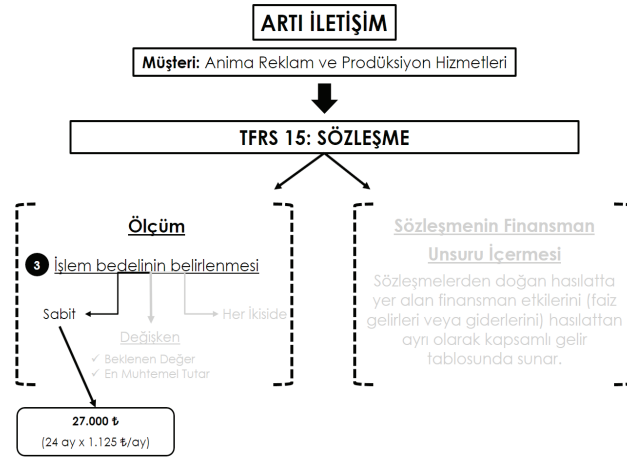 ARTI İLETİŞİM
Müşteri: Anima Reklam ve Prodüksiyon Hizmetleri
TFRS 15: SÖZLEŞME
Ölçüm
3 İşlem bedelinin belirlenmesi
Sabit
Her İkiside
Değişken
✓ Beklenen Değer
✓ En Muhtemel Tutar
27.000 ₺
(24 ay x 1.125 ₺/ay)
Sözleşmenin Finansman
Unsuru İçermesi
Sözleşmelerden doğan hasılatta
yer alan finansman etkilerini (faiz
gelirleri veya giderlerini) hasılattan
ayrı olarak kapsamlı gelir
tablosunda sunar.